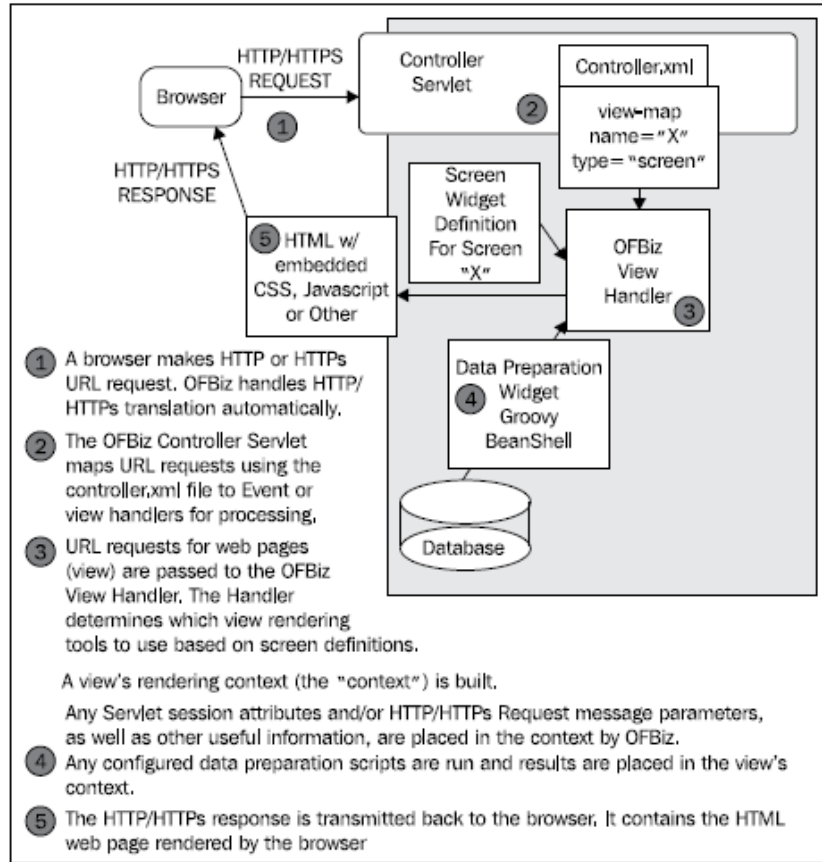 HTTP/HTTPS
REQUEST
Browser
1
Controller
Servlet
2
Controller.xml
view-map
name="X"
type="screen"
HTTP/HTTPS
RESPONSE
Screen
Widget
Definition
For Screen
"X"
OFBiz
View
Handler
3
5
HTML w/
embedded
CSS, Javascript
or Other
Data Preparation
Widget
4
Groovy
BeanShell
Database
1 A browser makes HTTP or HTTPs
URL request. OFBiz handles HTTP/
HTTPs translation automatically.
2 The OFBiz Controller Servlet
maps URL requests using the
controller.xml file to Event or
view handlers for processing.
3 URL requests for web pages
(view) are passed to the OFBiz
View Handler. The Handler
determines which view rendering
tools to use based on screen definitions.
A view's rendering context (the "context") is built.
Any Servlet session attributes and/or HTTP/HTTPs Request message parameters,
as well as other useful information, are placed in the context by OFBiz.
4 Any configured data preparation scripts are run and results are placed in the view's
context.
5 The HTTP/HTTPs response is transmitted back to the browser. It contains the HTML
web page rendered by the browser